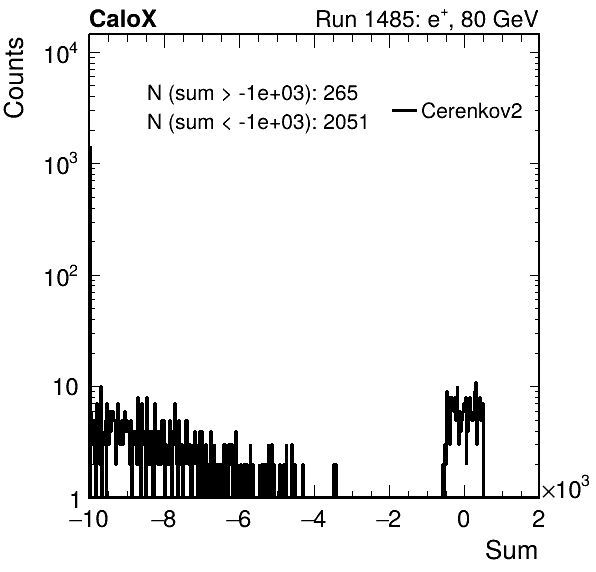 CaloX Run 1485: e⁺, 80 GeV
Counts
N (sum > -1e+03): 265
N (sum < -1e+03): 2051
Cerenkov2
10⁴
10³
10²
10
1
−10 −8 −6 −4 −2 0 2
×10³
Sum